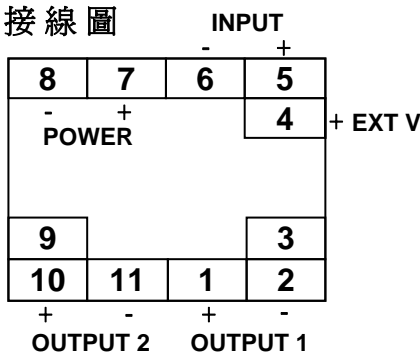 接線圖
INPUT
- +
8 7 6 5
- + 4 + EXT V
POWER
9 3
10 11 1 2
+ - + -
OUTPUT 2 OUTPUT 1